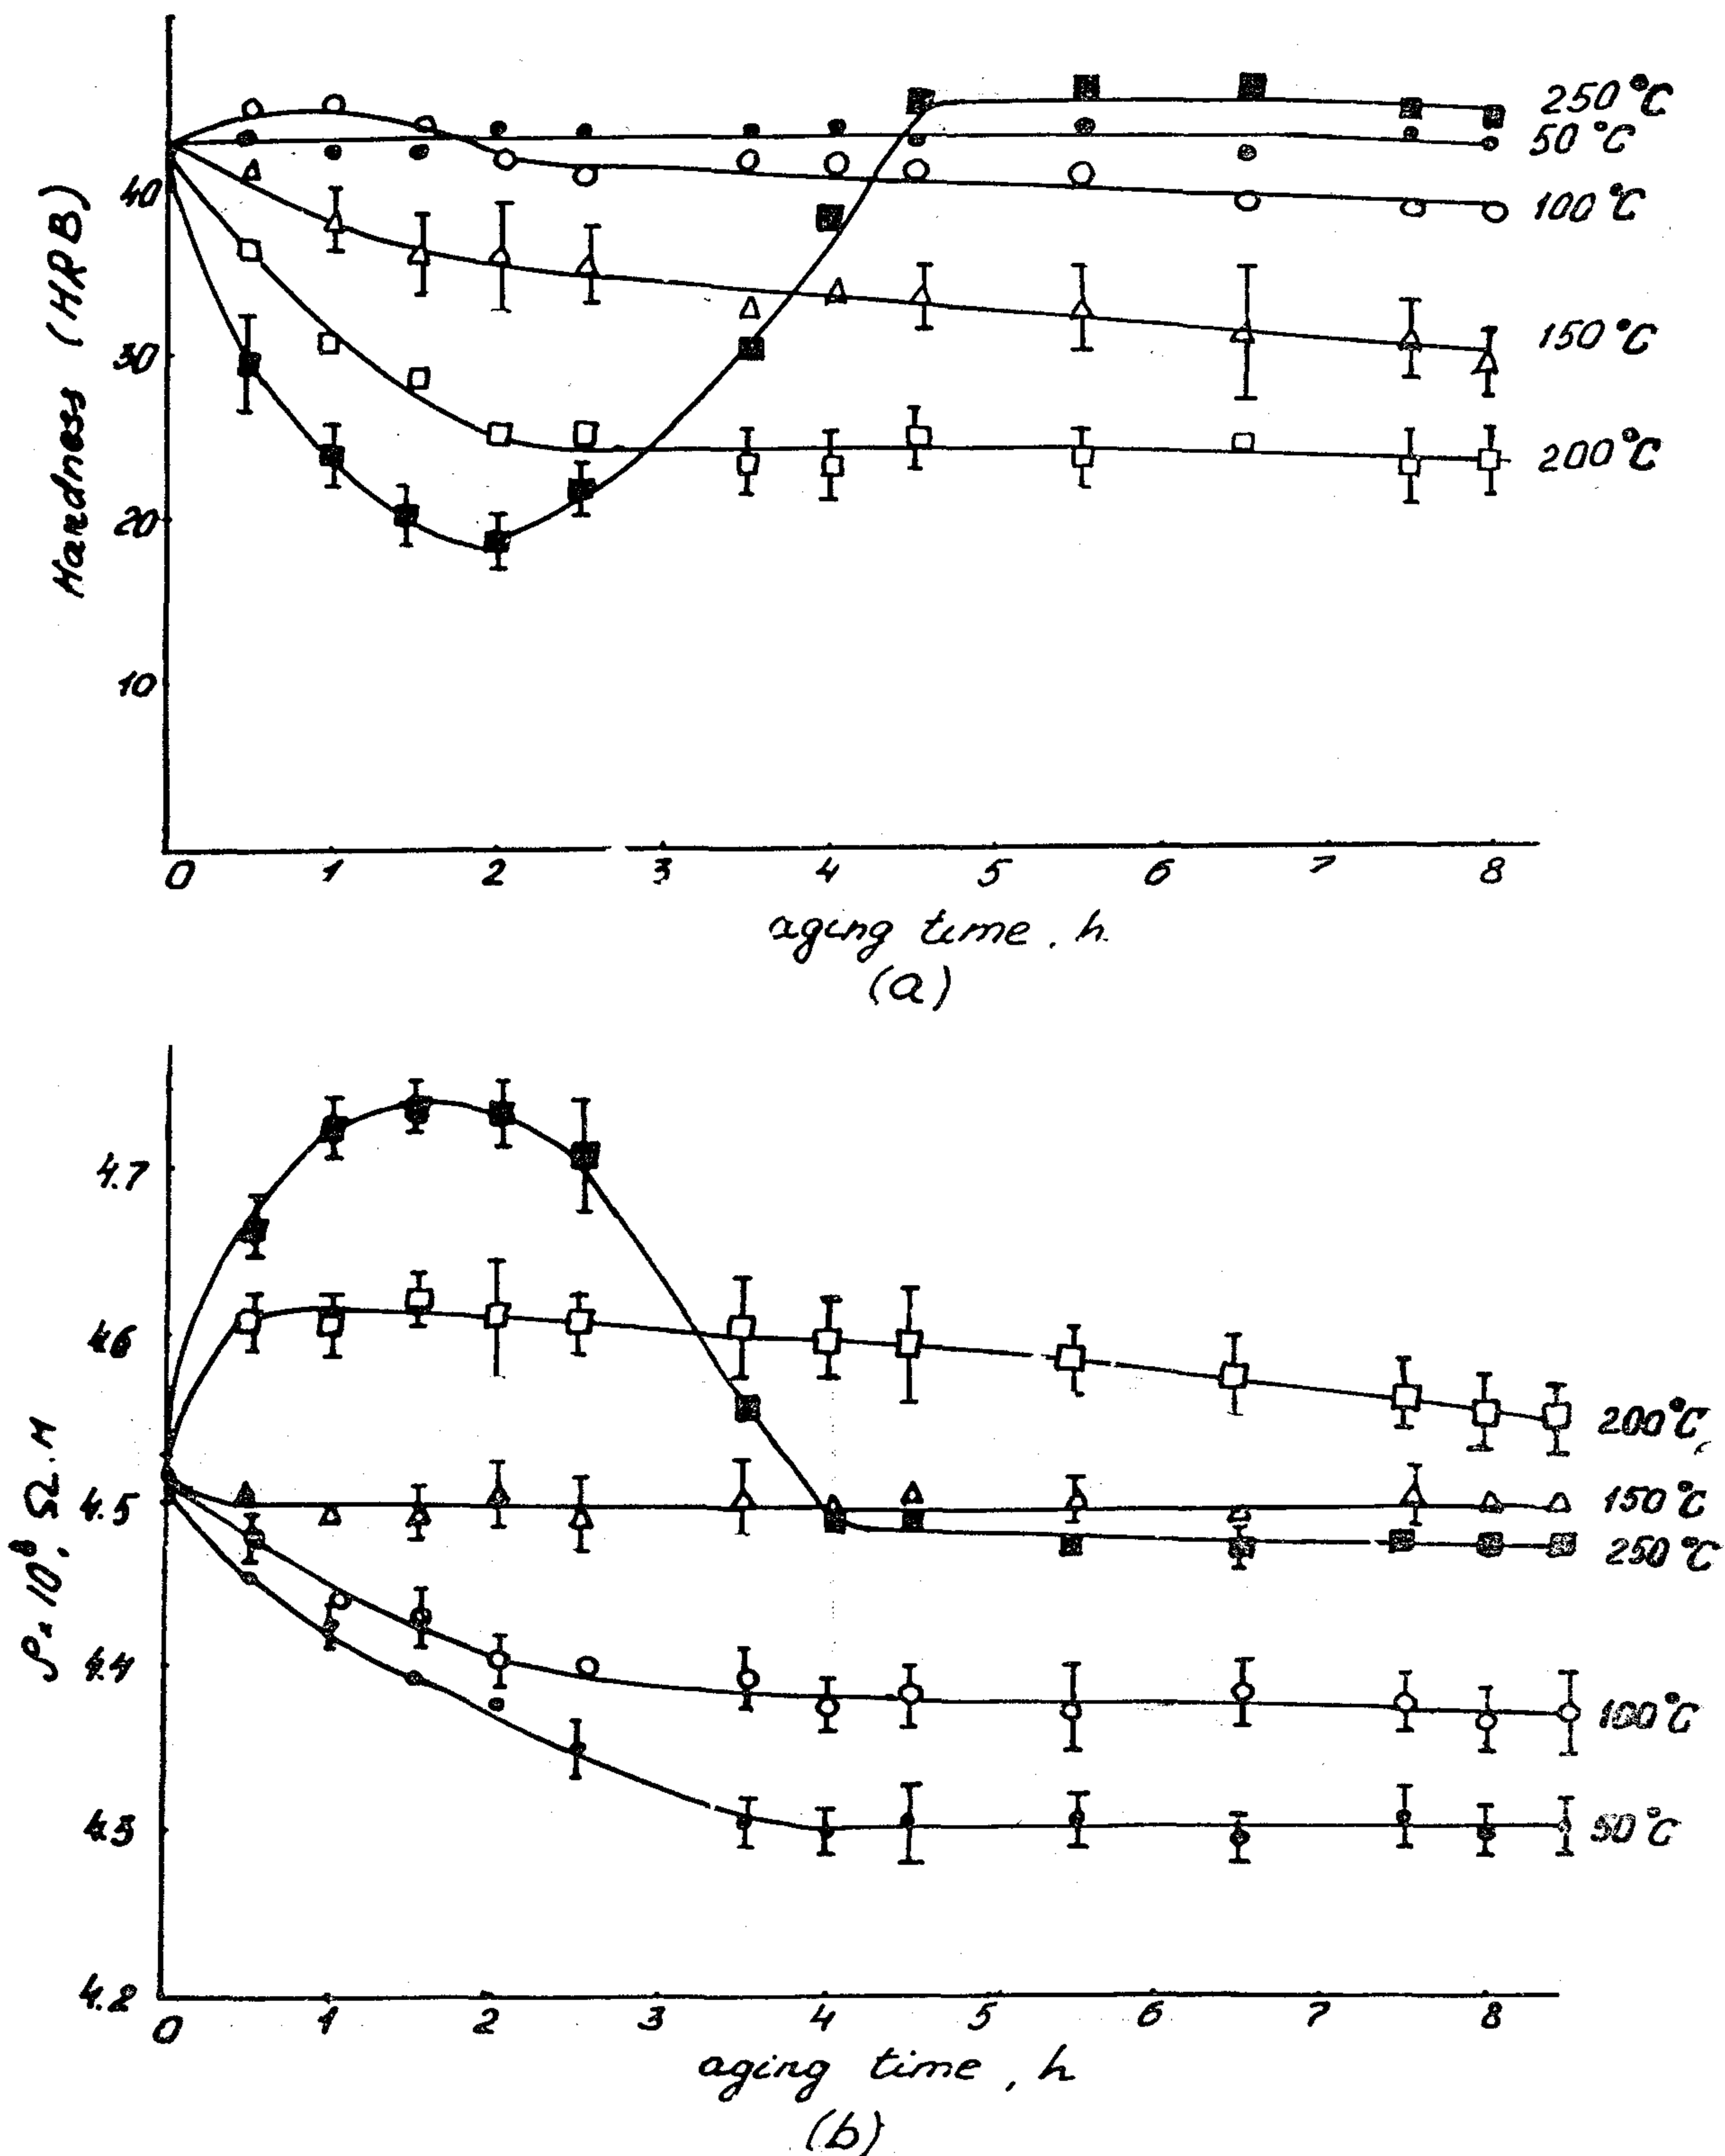 Hardness (HRB)
40
30
20
10
250°C
50°C
100°C
150°C
200°C
0 1 2 3 4 5 6 7 8
aging time, h.
(a)
ρ×10⁸, Ω.м
4.7
4.6
4.5
4.4
4.3
4.2
200°C
150°C
250°C
100°C
50°C
0 1 2 3 4 5 6 7 8
aging time, h
(b)